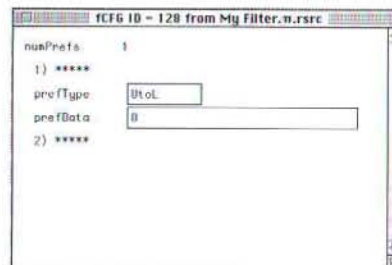 fCFG ID = 128 from My Filter.π.rsrc
numPrefs 1
1) *****
prefType UtoL
prefData 0
2) *****